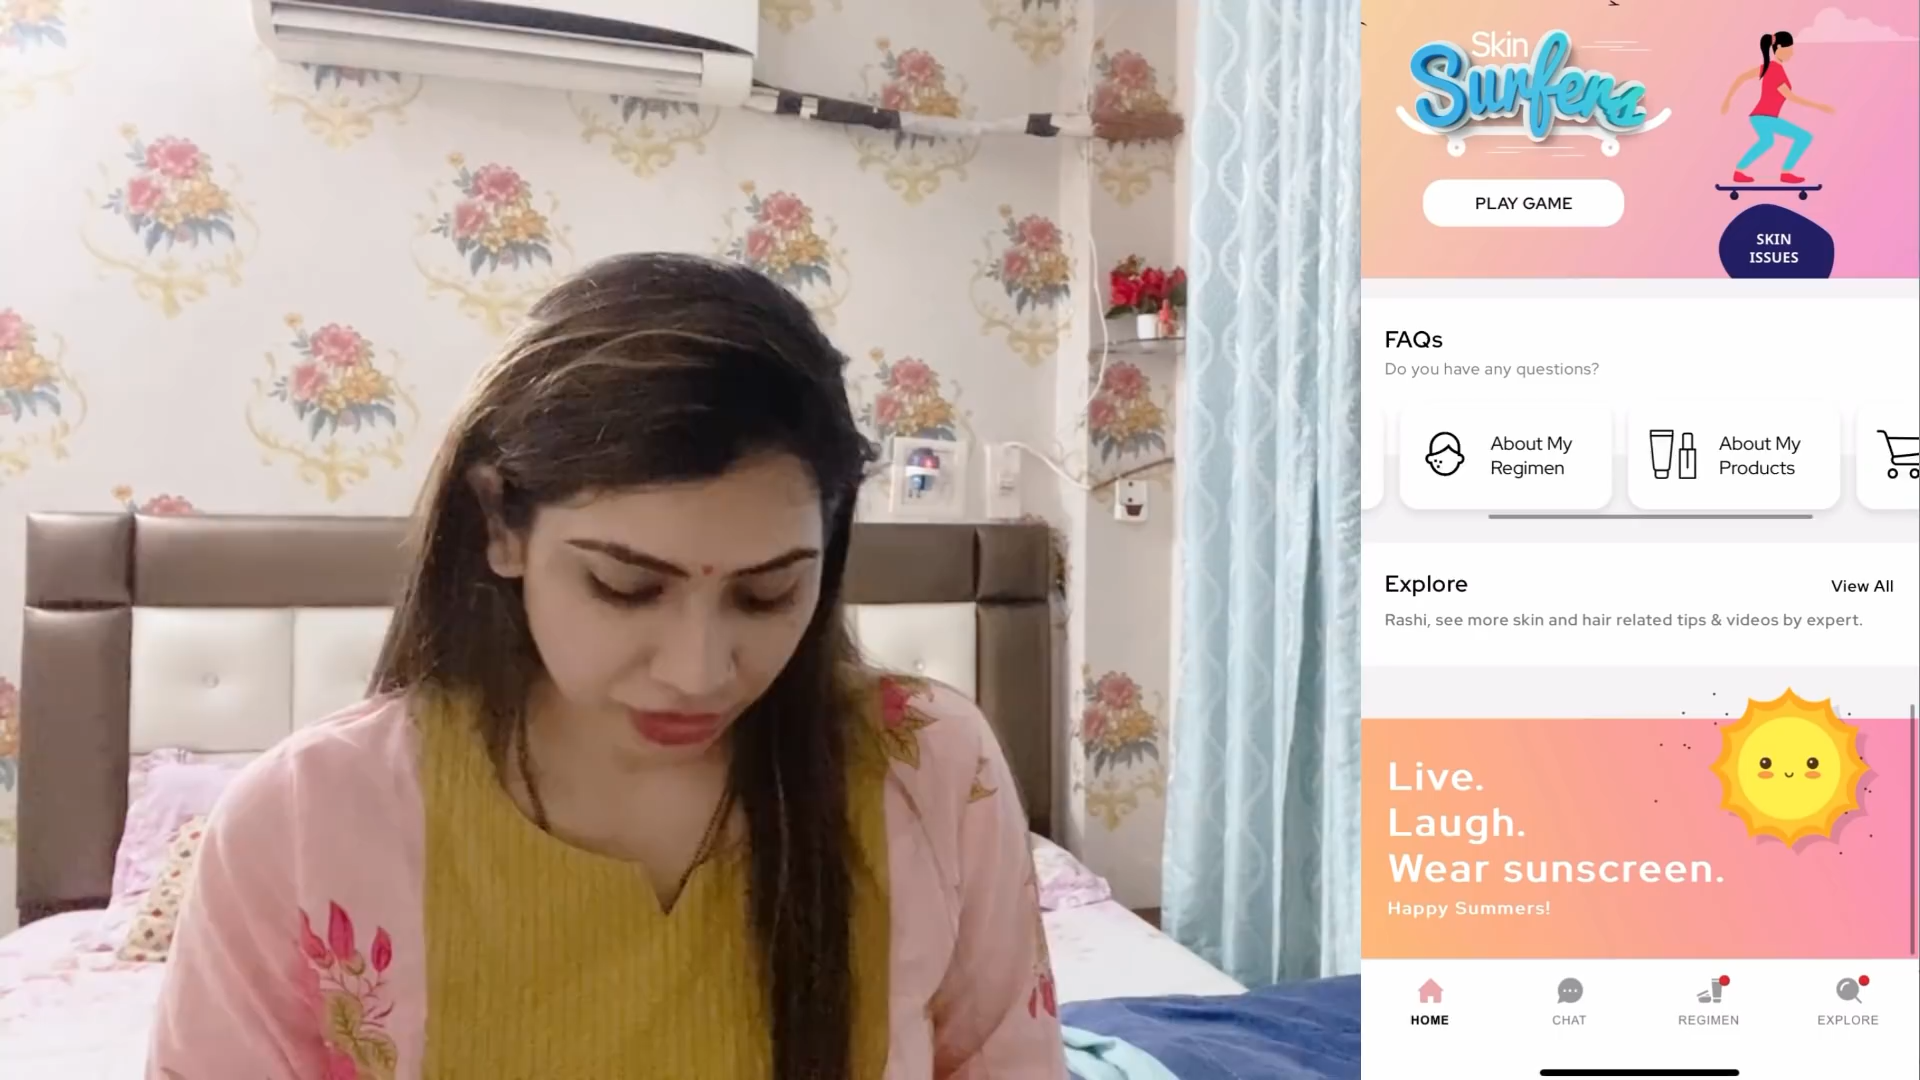 Skin
Surfers
PLAY GAME
SKIN
ISSUES
FAQs
Do you have any questions?
About My
Regimen
About My
Products
Explore
View All
Rashi, see more skin and hair related tips & videos by expert.
Live.
Laugh.
Wear sunscreen.
Happy Summers!
HOME
CHAT
REGIMEN
EXPLORE